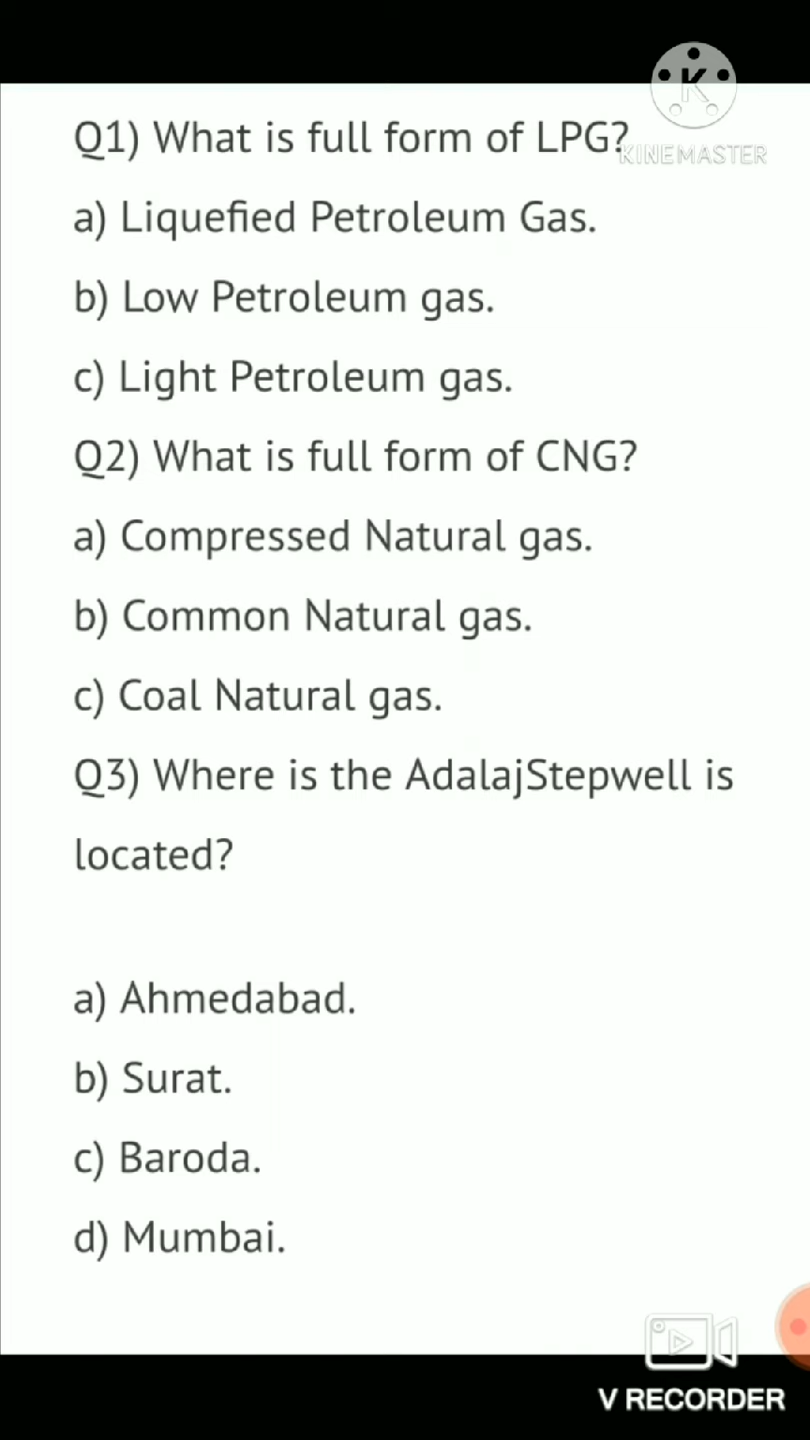 Q1) What is full form of LPG?
KINEMASTER
a) Liquefied Petroleum Gas.
b) Low Petroleum gas.
c) Light Petroleum gas.
Q2) What is full form of CNG?
a) Compressed Natural gas.
b) Common Natural gas.
c) Coal Natural gas.
Q3) Where is the AdalajStepwell is
located?
a) Ahmedabad.
b) Surat.
c) Baroda.
d) Mumbai.
V RECORDER